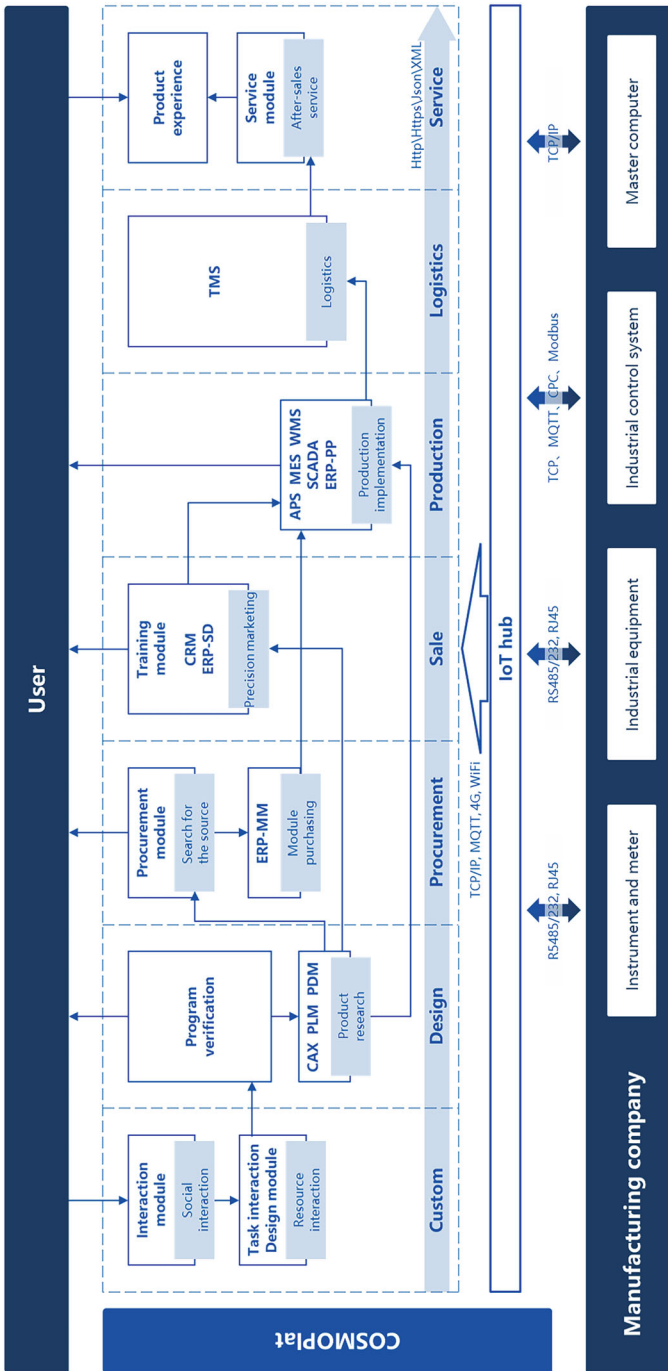 User
COSMOPlat
Interaction
module
Social
interaction
Task interaction
Design module
Resource
interaction
Custom
Program
verification
CAX PLM PDM
Product
research
Design
Procurement
module
Search for
the source
ERP-MM
Module
purchasing
Procurement
Training
module
CRM
ERP-SD
Precision marketing
Sale
APS MES WMS
SCADA
ERP-PP
Production
implementation
Production
TMS
Logistics
Logistics
Product
experience
Service
module
After-sales
service
Http\Https\Json\XML
Service
TCP/IP, MQTT, 4G, WiFi
IoT hub
RS485/232, RJ45
RS485/232, RJ45
TCP、MQTT、CPC、Modbus
TCP/IP
Manufacturing company
Instrument and meter
Industrial equipment
Industrial control system
Master computer